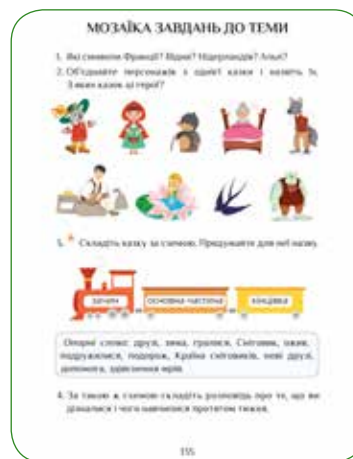 МОЗАЇКА ЗАВДАНЬ ДО ТЕМИ
1. Які символи Франції? Відня? Нідерландів? Альп?
2. Об'єднайте персонажів з однієї казки і назвіть їх.
З яких казок ці герої?
3. * Складіть казку за схемою. Придумайте для неї назву.
зачин
основна частина
кінцівка
Опорні слова: друзі, зима, гралися, Сніговик, ожив,
подружилися, подорож, Країна сніговиків, нові друзі,
допомога, здійснення мрій.
4. За такою ж схемою складіть розповідь про те, що ви
дізналися і чого навчилися протягом тижня.
155